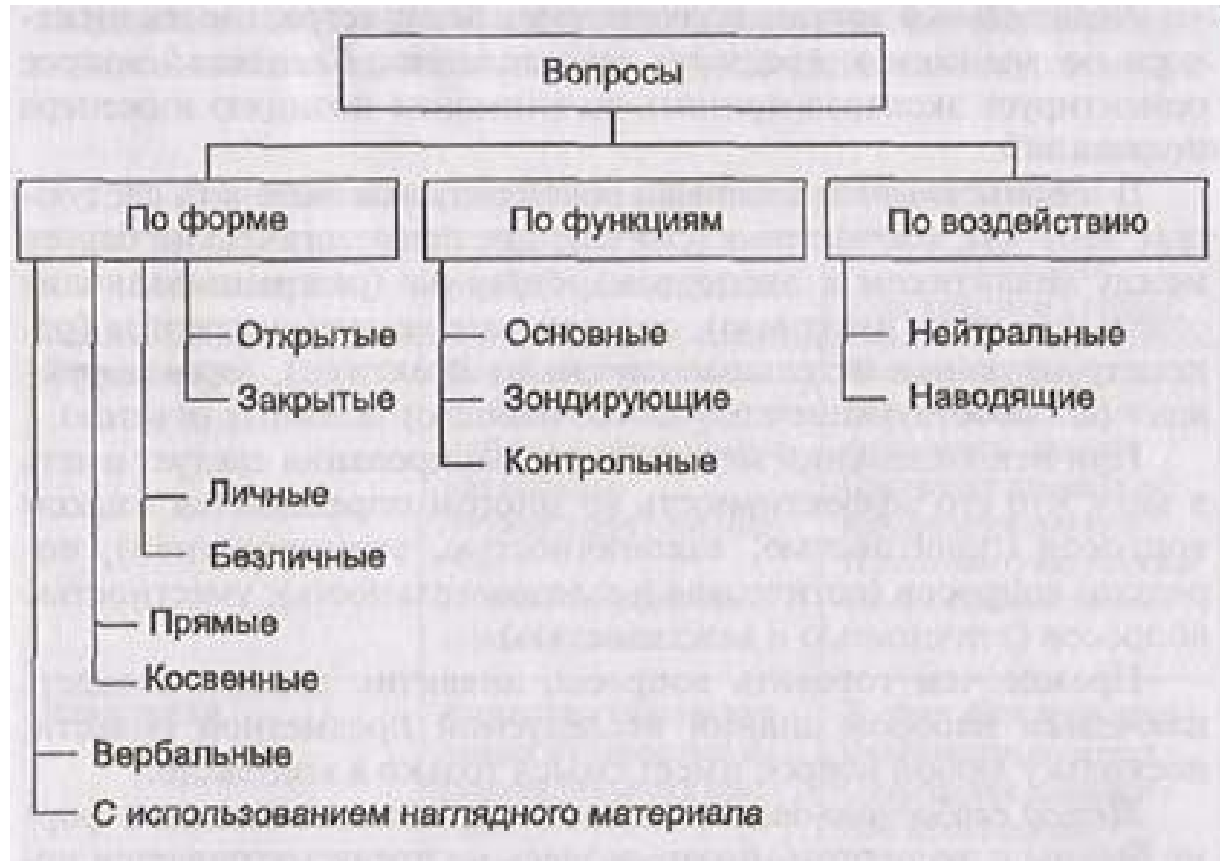 Вопросы
По форме
По функциям
По воздействию
Открытые
Основные
Нейтральные
Закрытые
Зондирующие
Наводящие
Контрольные
Личные
Безличные
Прямые
Косвенные
Вербальные
С использованием наглядного материала